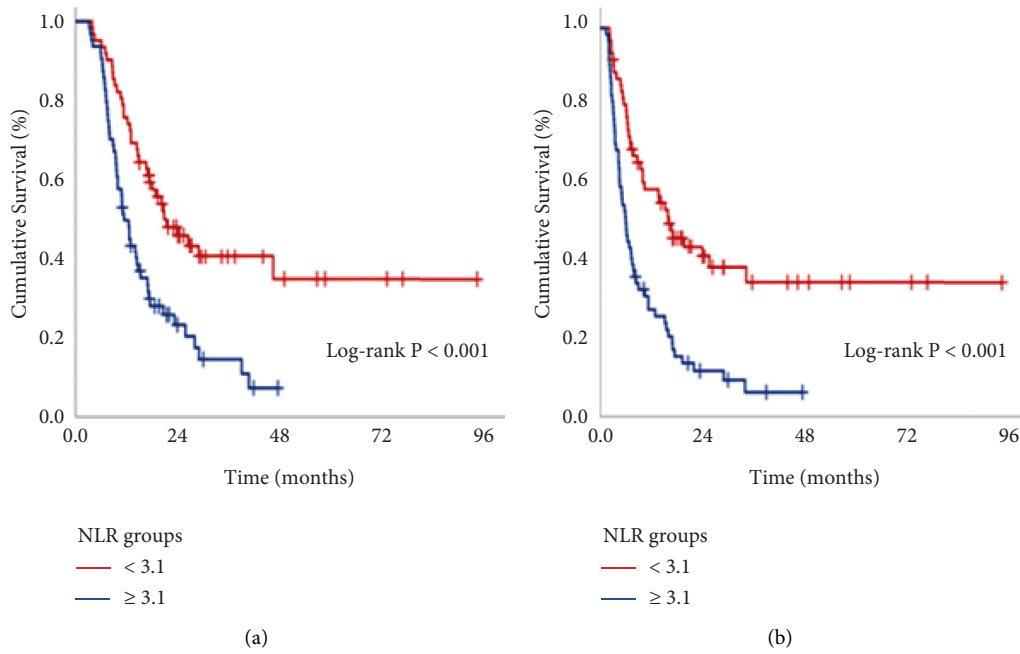 Cumulative Survival (%)
1.0
0.8
0.6
0.4
0.2
0.0
Log-rank P < 0.001
0.0 24 48 72 96
Time (months)
NLR groups
< 3.1
≥ 3.1
(a)
Cumulative Survival (%)
1.0
0.8
0.6
0.4
0.2
0.0
Log-rank P < 0.001
0.0 24 48 72 96
Time (months)
NLR groups
< 3.1
≥ 3.1
(b)